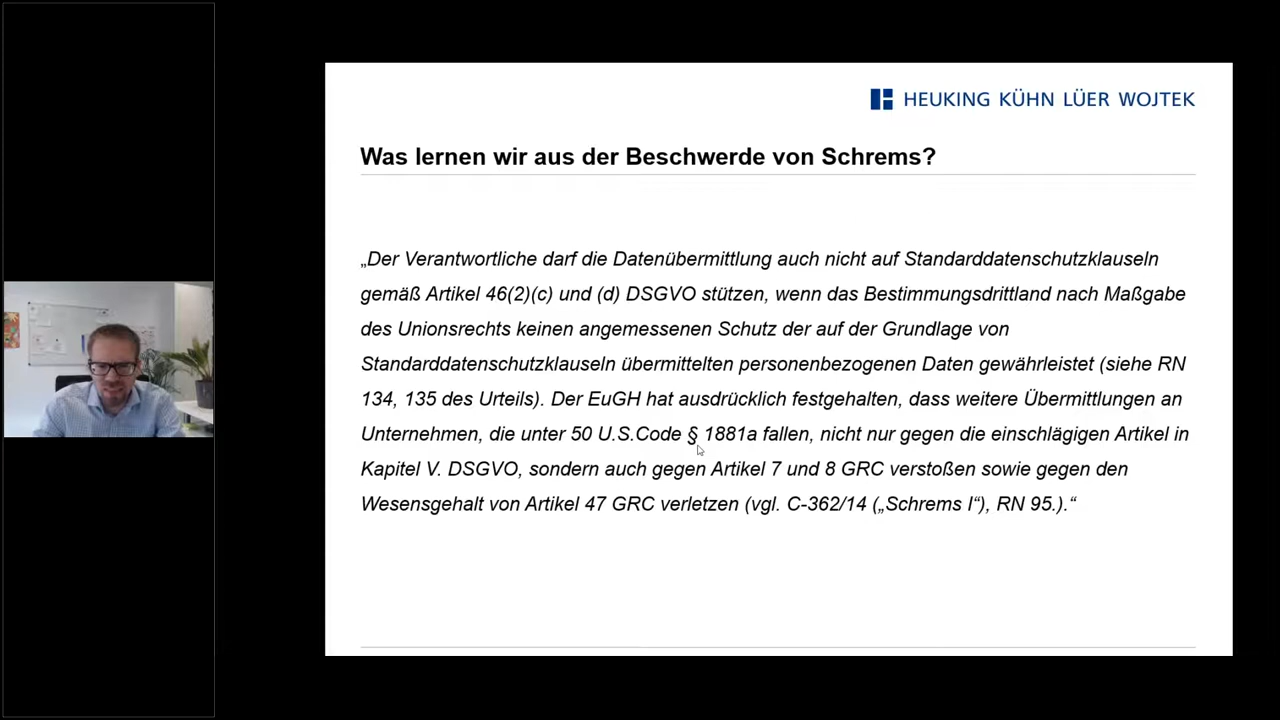 HEUKING KÜHN LÜER WOJTEK
Was lernen wir aus der Beschwerde von Schrems?
„Der Verantwortliche darf die Datenübermittlung auch nicht auf Standarddatenschutzklauseln
gemäß Artikel 46(2)(c) und (d) DSGVO stützen, wenn das Bestimmungsdrittland nach Maßgabe
des Unionsrechts keinen angemessenen Schutz der auf der Grundlage von
Standarddatenschutzklauseln übermittelten personenbezogenen Daten gewährleistet (siehe RN
134, 135 des Urteils). Der EuGH hat ausdrücklich festgehalten, dass weitere Übermittlungen an
Unternehmen, die unter 50 U.S.Code § 1881a fallen, nicht nur gegen die einschlägigen Artikel in
Kapitel V. DSGVO, sondern auch gegen Artikel 7 und 8 GRC verstoßen sowie gegen den
Wesensgehalt von Artikel 47 GRC verletzen (vgl. C-362/14 („Schrems I“), RN 95.).“